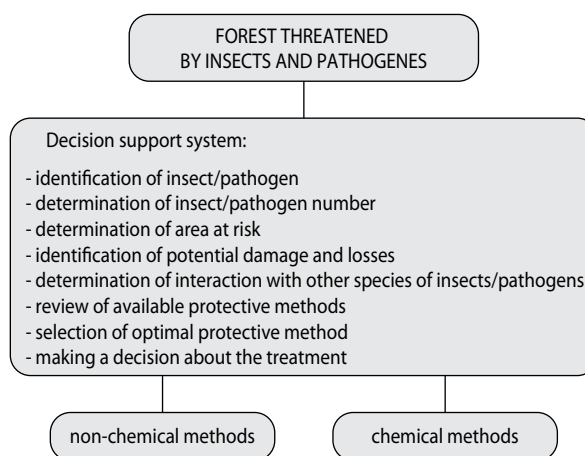 FOREST THREATENED
BY INSECTS AND PATHOGENES
Decision support system:
- identification of insect/pathogen
- determination of insect/pathogen number
- determination of area at risk
- identification of potential damage and losses
- determination of interaction with other species of insects/pathogens
- review of available protective methods
- selection of optimal protective method
- making a decision about the treatment
non-chemical methods
chemical methods